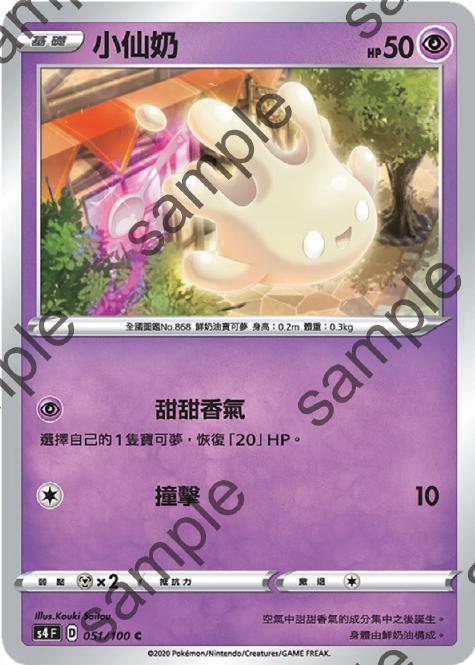 基礎 小仙奶 HP50
全國圖鑑No.868 鮮奶油寶可夢 身高：0.2m 體重：0.3kg
甜甜香氣
選擇自己的1隻寶可夢，恢復「20」HP。
撞擊 10
弱點 ×2 抵抗力 撤退
Illus.Kouki Saitou
空氣中甜甜香氣的成分集中之後誕生。
s4 F D 051/100 C
身體由鮮奶油構成。
©2020 Pokémon/Nintendo/Creatures/GAME FREAK.
sample
sample
sample
sample
sample
sample
sample